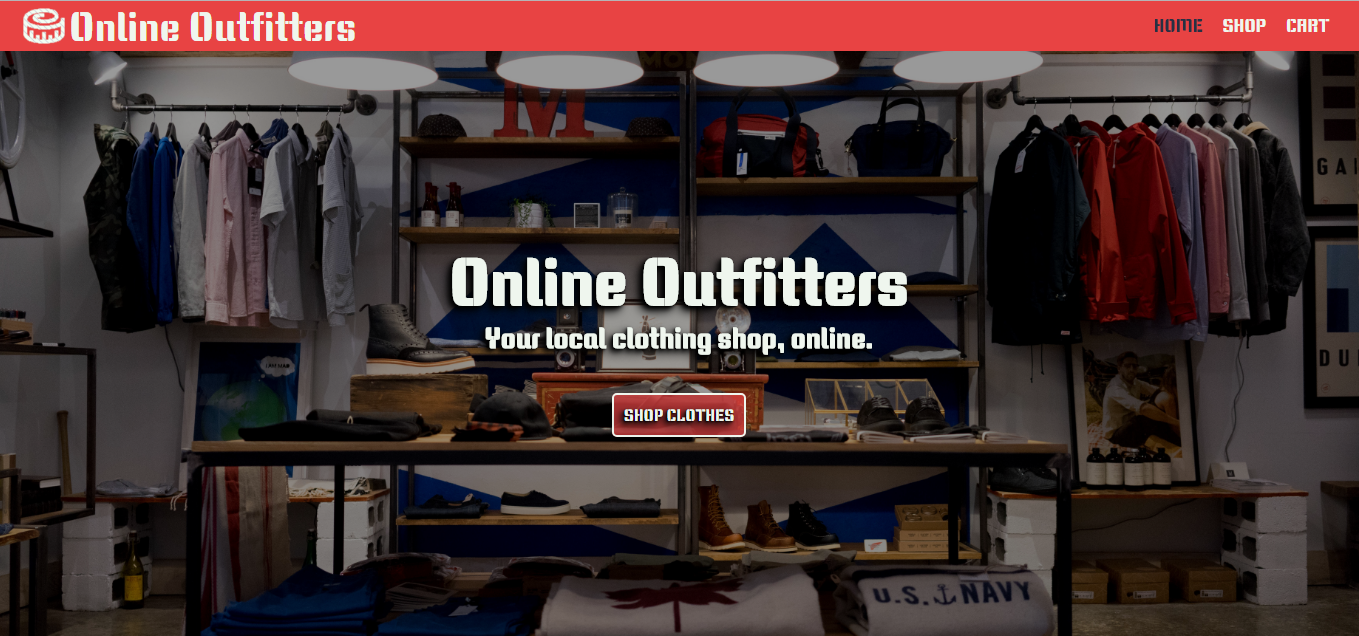 Online Outfitters
HOME SHOP CART
M
GA
Online Outfitters
Your local clothing shop, online.
DU
SHOP CLOTHES
U.S. NAVY